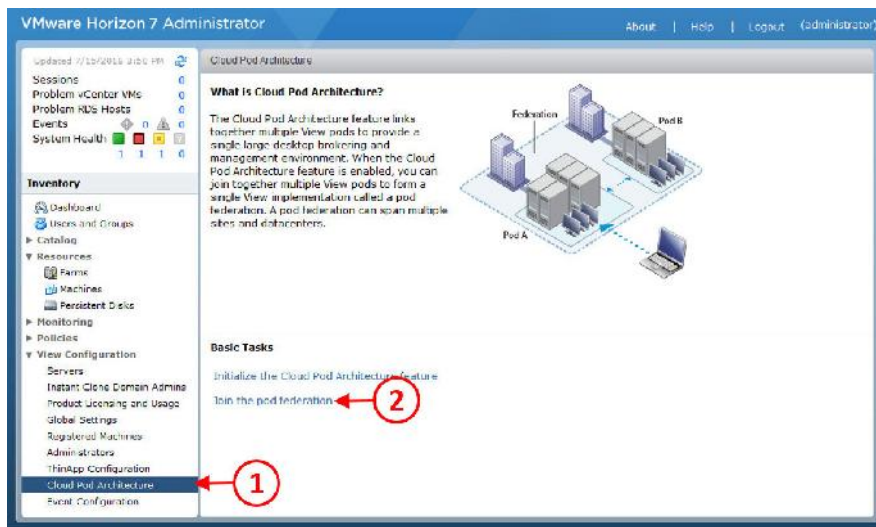 VMware Horizon 7 Administrator
About | Help | Logout (administrator)
Updated 7/15/2016 3:50 PM
Sessions 0
Problem vCenter VMs 0
Problem RDS Hosts 0
Events 0 0
System Health
1 1 1 0
Inventory
Dashboard
Users and Groups
Catalog
Resources
Farms
Machines
Persistent Disks
Monitoring
Policies
View Configuration
Servers
Instant Clone Domain Admins
Product Licensing and Usage
Global Settings
Registered Machines
Administrators
ThinApp Configuration
Cloud Pod Architecture
Event Configuration
Cloud Pod Architecture
What is Cloud Pod Architecture?
The Cloud Pod Architecture feature links
together multiple View pods to provide a
single large desktop brokering and
management environment. When the Cloud
Pod Architecture feature is enabled, you can
join together multiple View pods to form a
single View implementation called a pod
federation. A pod federation can span multiple
sites and datacenters.
Federation
Pod B
Pod A
Basic Tasks
Initialize the Cloud Pod Architecture feature
Join the pod federation
2
1